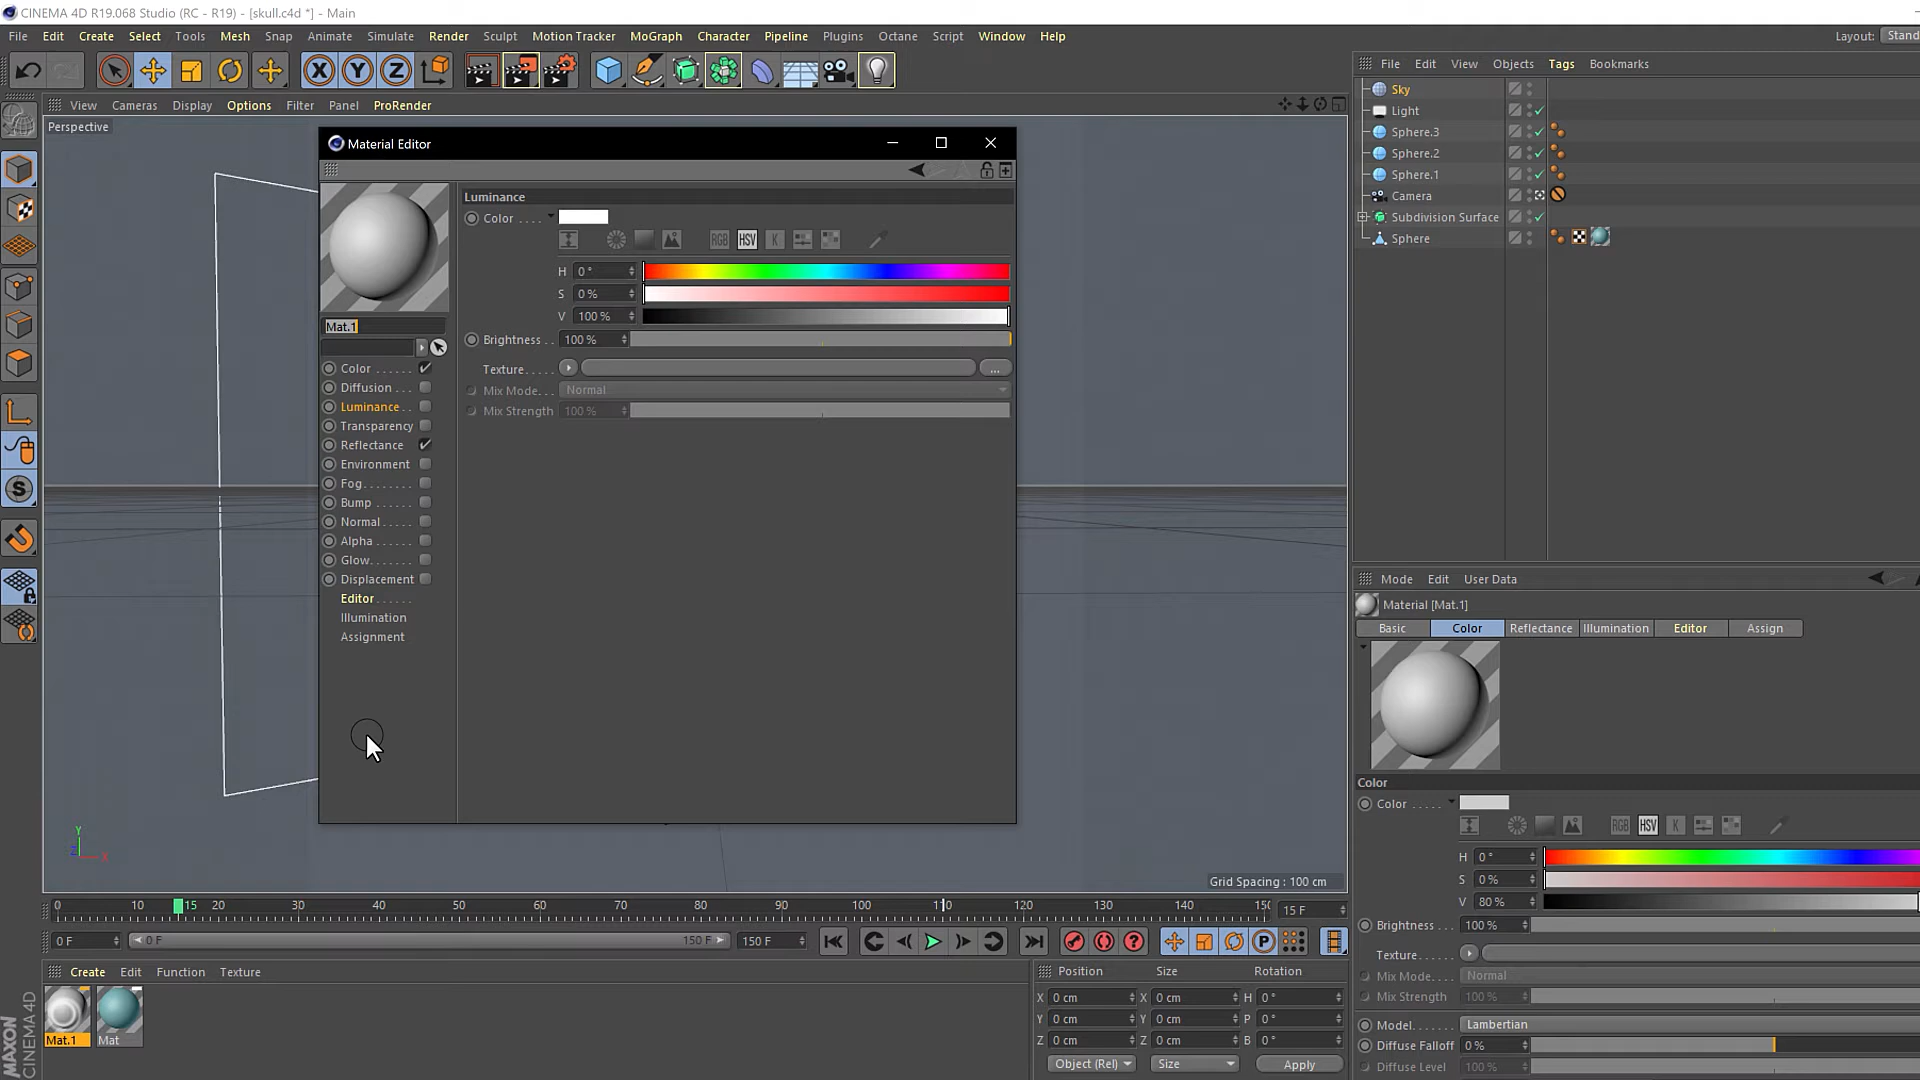 CINEMA 4D R19.068 Studio (RC - R19) - [skull.c4d *] - Main
File Edit Create Select Tools Mesh Snap Animate Simulate Render Sculpt Motion Tracker MoGraph Character Pipeline Plugins Octane Script Window Help Layout: Stand
X Y Z
View Cameras Display Options Filter Panel ProRender
Perspective
Material Editor
Luminance
Color . . . .
RGB HSV K
H 0 °
S 0 %
V 100 %
Brightness . . 100 %
Texture . . . . . ...
Mix Mode. . . Normal
Mix Strength 100 %
Mat.1
Color . . . . . .
Diffusion . . .
Luminance . .
Transparency
Reflectance
Environment
Fog. . . . . . . .
Bump . . . . . .
Normal . . . . .
Alpha . . . . . .
Glow. . . . . . .
Displacement
Editor . . . . . .
Illumination
Assignment
Y
Z X
Grid Spacing : 100 cm
File Edit View Objects Tags Bookmarks
Sky
Light
Sphere.3
Sphere.2
Sphere.1
Camera
Subdivision Surface
Sphere
Mode Edit User Data
Material [Mat.1]
Basic Color Reflectance Illumination Editor Assign
Color
Color . . . . .
RGB HSV K
H 0 °
S 0 %
V 80 %
Brightness . . . 100 %
Texture. . . . .
Mix Mode. . . . Normal
Mix Strength . 100 %
Model. . . . . . . Lambertian
Diffuse Falloff 0 %
Diffuse Level . 100 %
0 10 15 20 30 40 50 60 70 80 90 100 110 120 130 140 150 15 F
0 F 0 F 150 F 150 F
P
Create Edit Function Texture
Mat.1 Mat
MAXON CINEMA 4D
Position Size Rotation
X 0 cm X 0 cm H 0 °
Y 0 cm Y 0 cm P 0 °
Z 0 cm Z 0 cm B 0 °
Object (Rel) Size Apply